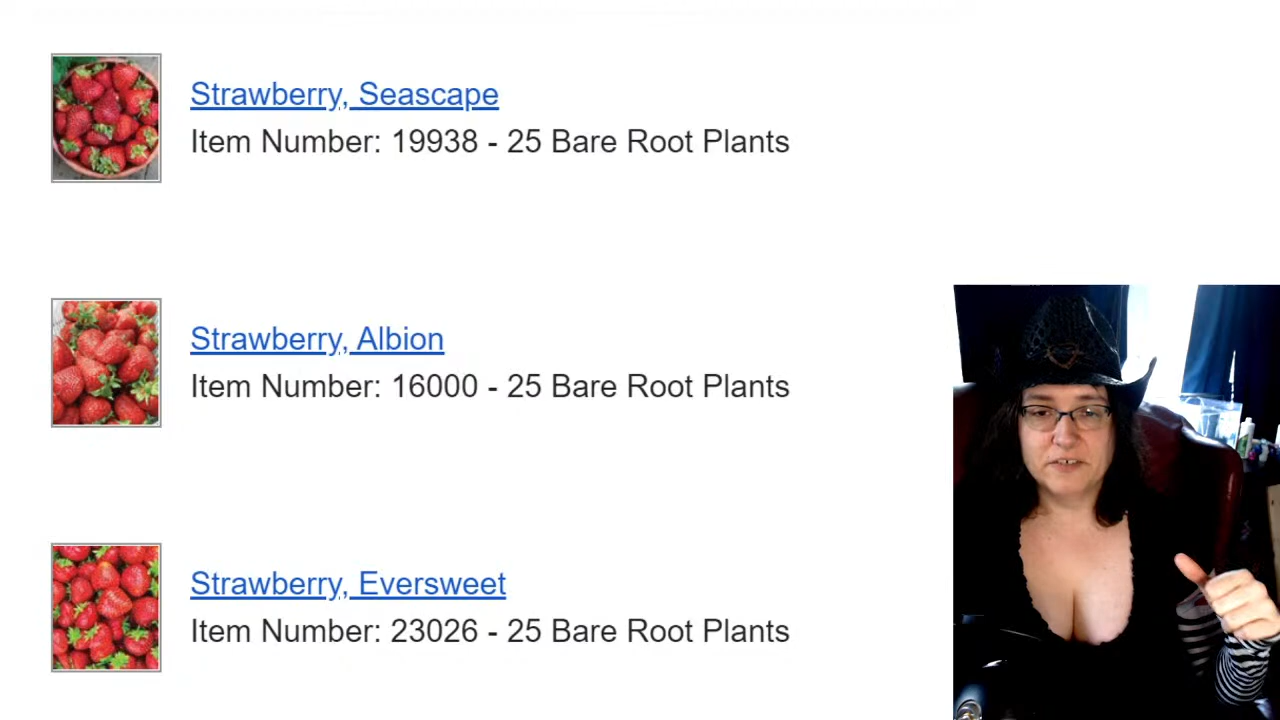 Strawberry, Seascape
Item Number: 19938 - 25 Bare Root Plants
Strawberry, Albion
Item Number: 16000 - 25 Bare Root Plants
Strawberry, Eversweet
Item Number: 23026 - 25 Bare Root Plants